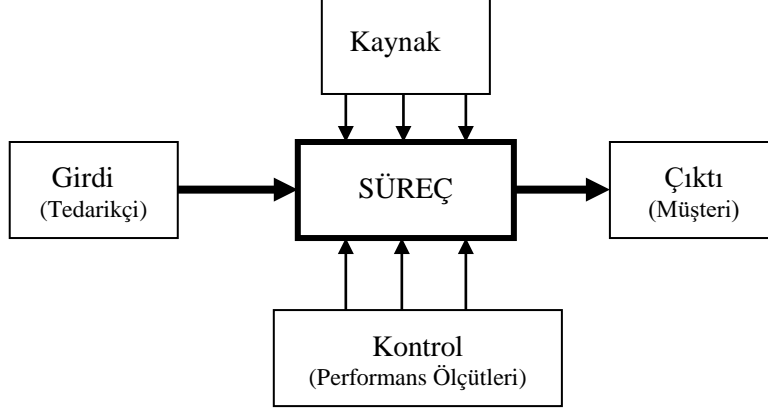 Kaynak
Girdi
(Tedarikçi)
SÜREÇ
Çıktı
(Müşteri)
Kontrol
(Performans Ölçütleri)